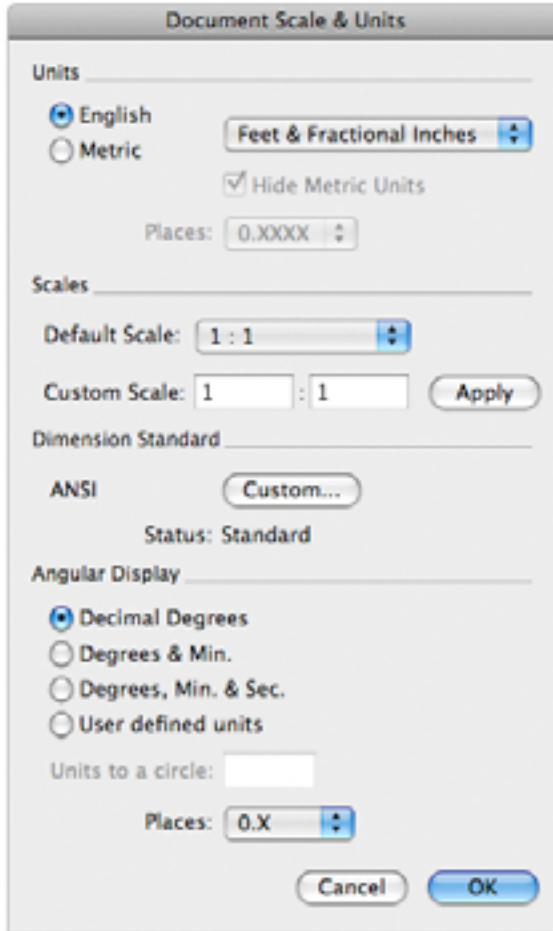 Document Scale & Units
Units
English
Feet & Fractional Inches
Metric
Hide Metric Units
Places: 0.XXXX
Scales
Default Scale: 1 : 1
Custom Scale: 1 : 1 Apply
Dimension Standard
ANSI Custom...
Status: Standard
Angular Display
Decimal Degrees
Degrees & Min.
Degrees, Min. & Sec.
User defined units
Units to a circle:
Places: 0.X
Cancel OK